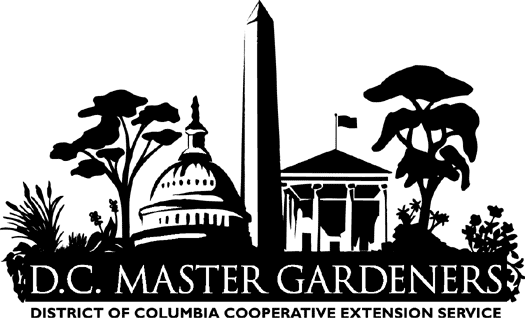 D.C. MASTER GARDENERS
DISTRICT OF COLUMBIA COOPERATIVE EXTENSION SERVICE